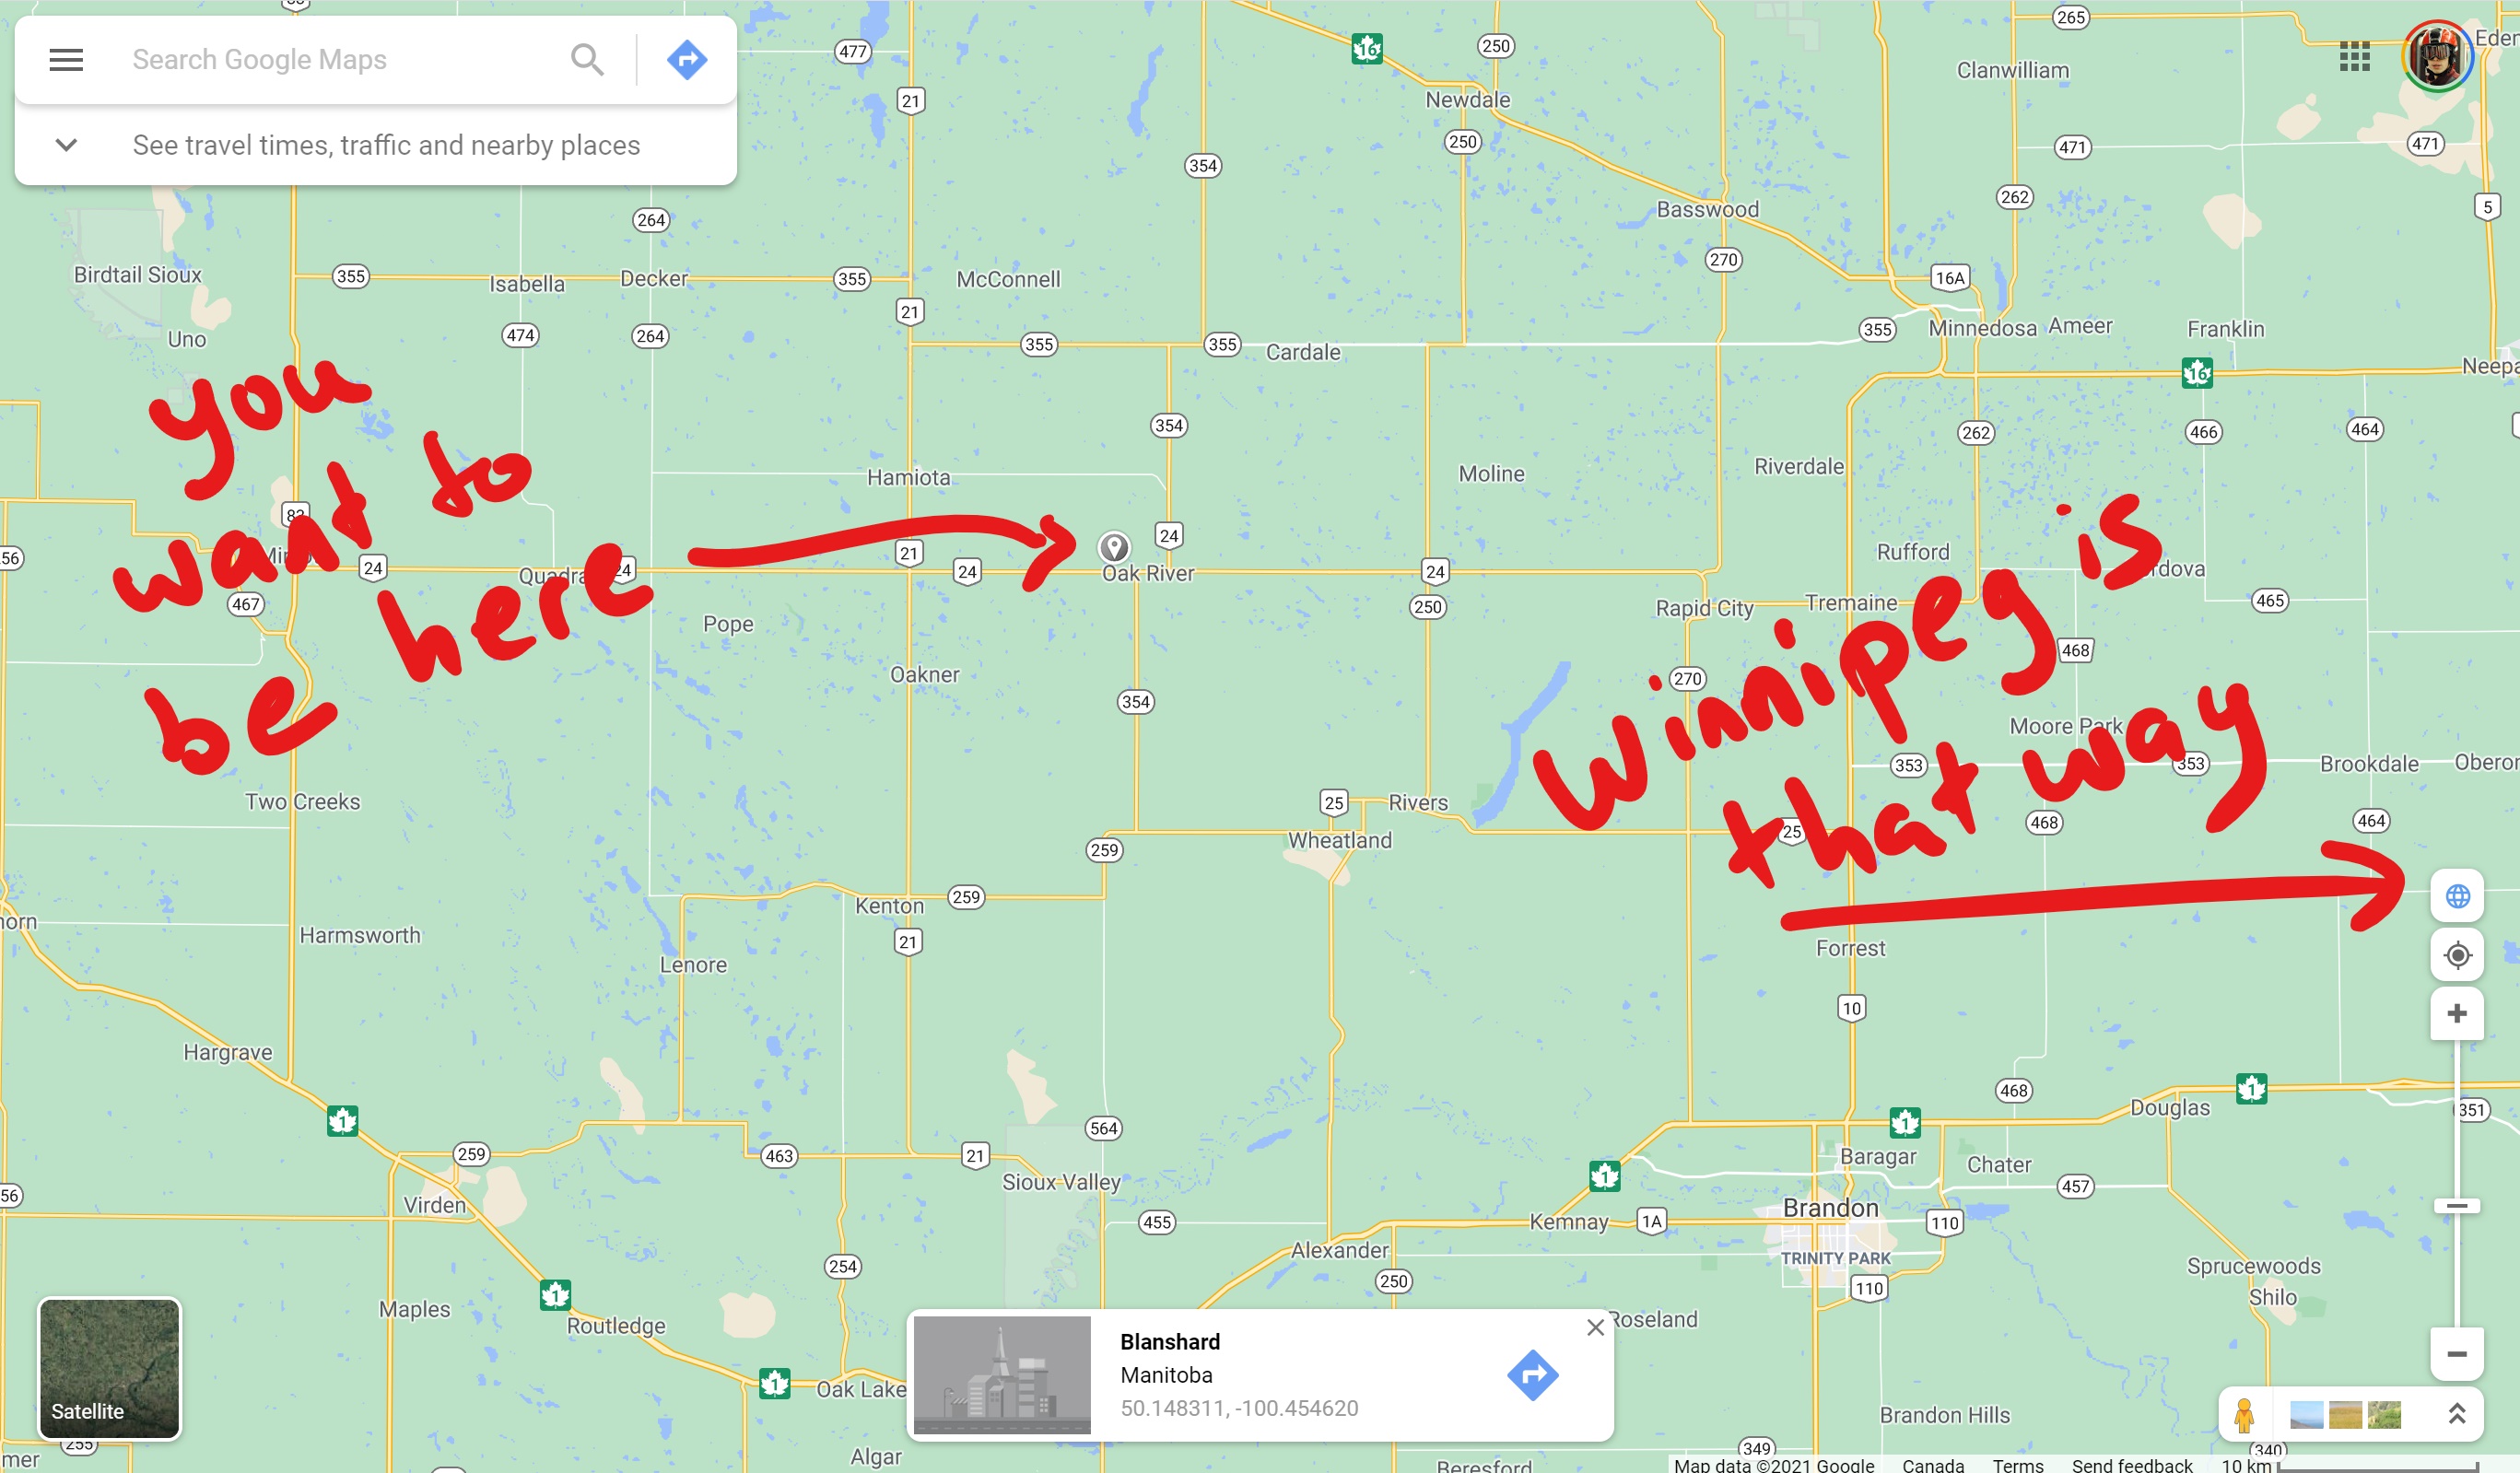 Search Google Maps
See travel times, traffic and nearby places
477
21
16
250
265
Clanwilliam
Newdale
250
471
471
354
264
Basswood
262
5
Birdtail Sioux
355
Isabella
Decker
355
McConnell
270
16A
21
Uno
474
264
355
355
Cardale
355
Minnedosa
Ameer
Franklin
16
you
want to
be here
354
262
466
464
Hamiota
Moline
Riverdale
83
24
21
24
24
Oak River
24
250
467
Pope
Oakner
354
Rapid City
Tremaine
Rufford
465
468
270
Winnipeg is
that way
Moore Park
353
353
Brookdale
Two Creeks
25
Rivers
Wheatland
25
468
464
259
Kenton
259
21
Harmsworth
Lenore
Forrest
10
Hargrave
1
468
Douglas
1
351
259
463
21
564
Sioux Valley
1
1
Baragar
Chater
457
Virden
455
Kemnay
1A
Brandon
110
TRINITY PARK
110
Alexander
250
254
Sprucewoods
Shilo
Maples
1
Routledge
Roseland
1
Oak Lake
Brandon Hills
Satellite
Blanshard
Manitoba
50.148311, -100.454620
255
Algar
Beresford
349
340
Map data ©2021 Google
Canada
Terms
Send feedback
10 km